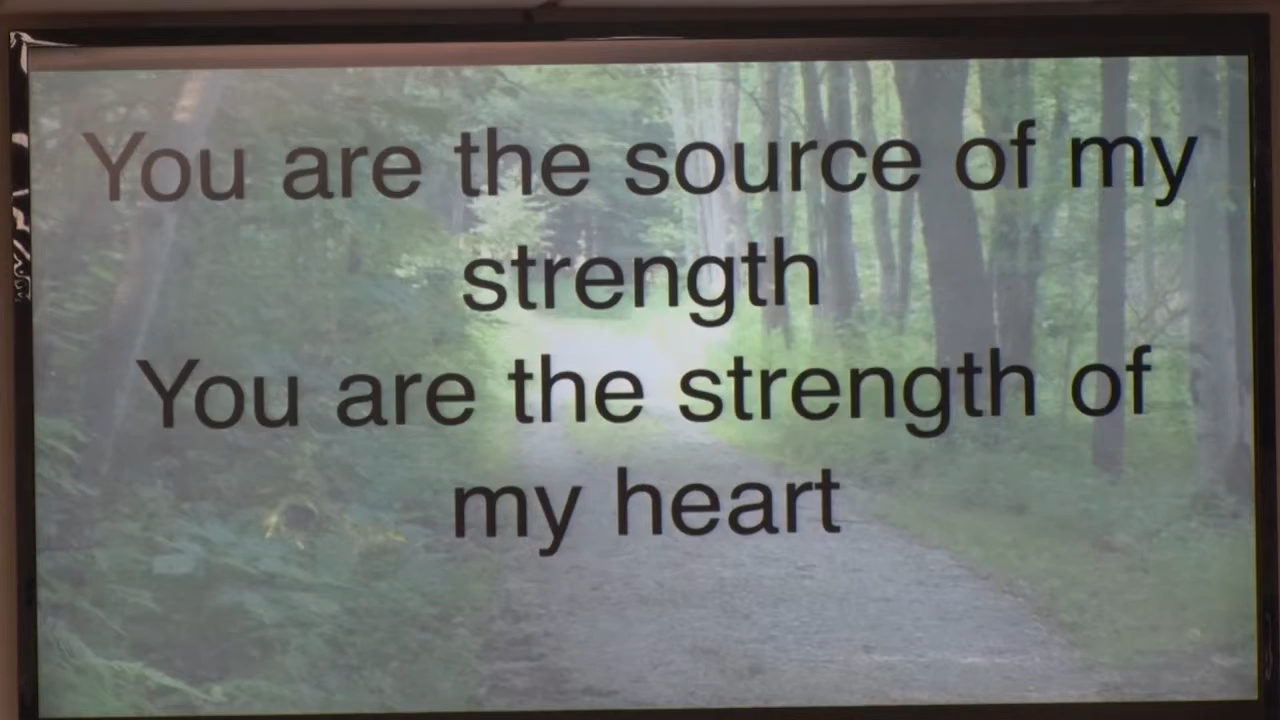 You are the source of my
strength
You are the strength of
my heart